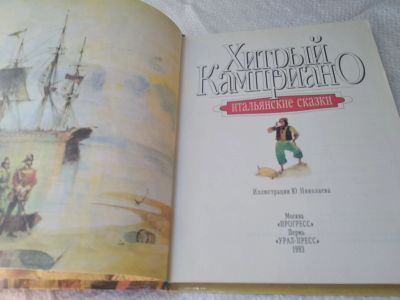 Хитрый
Камприано
итальянские сказки
Иллюстрации Ю Николаева
Москва
«ПРОГРЕСС»
Пермь
«УРАЛ-ПРЕСС»
1993